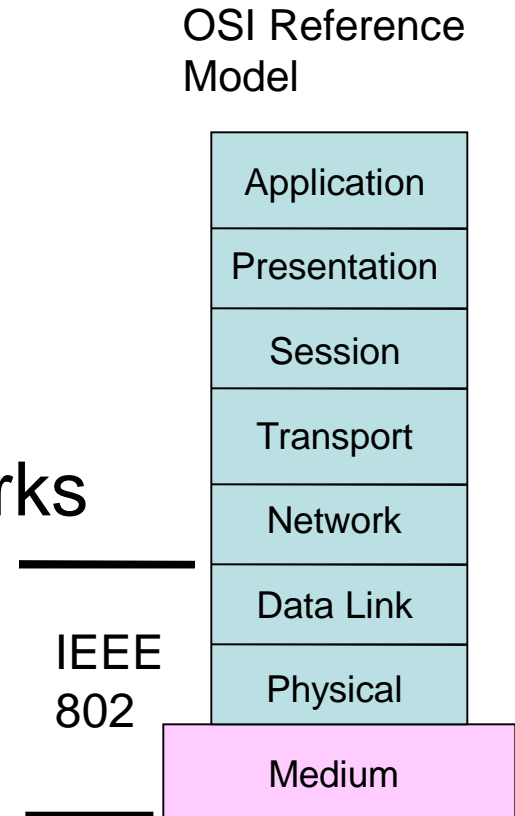 OSI Reference
Model
Application
Presentation
Session
Transport
rks
Network
Data Link
IEEE
802
Physical
Medium